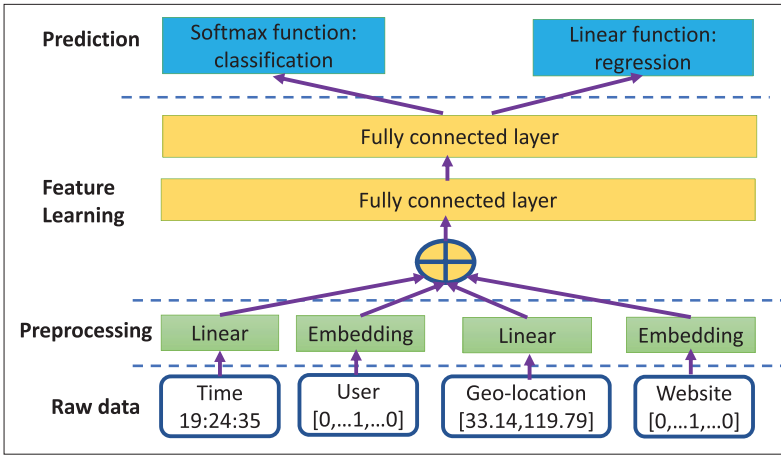 Prediction
Softmax function:
classification
Linear function:
regression
Fully connected layer
Feature
Learning
Fully connected layer
Preprocessing
Linear
Embedding
Linear
Embedding
Raw data
Time
19:24:35
User
[0,...1,...0]
Geo-location
[33.14,119.79]
Website
[0,...1,...0]